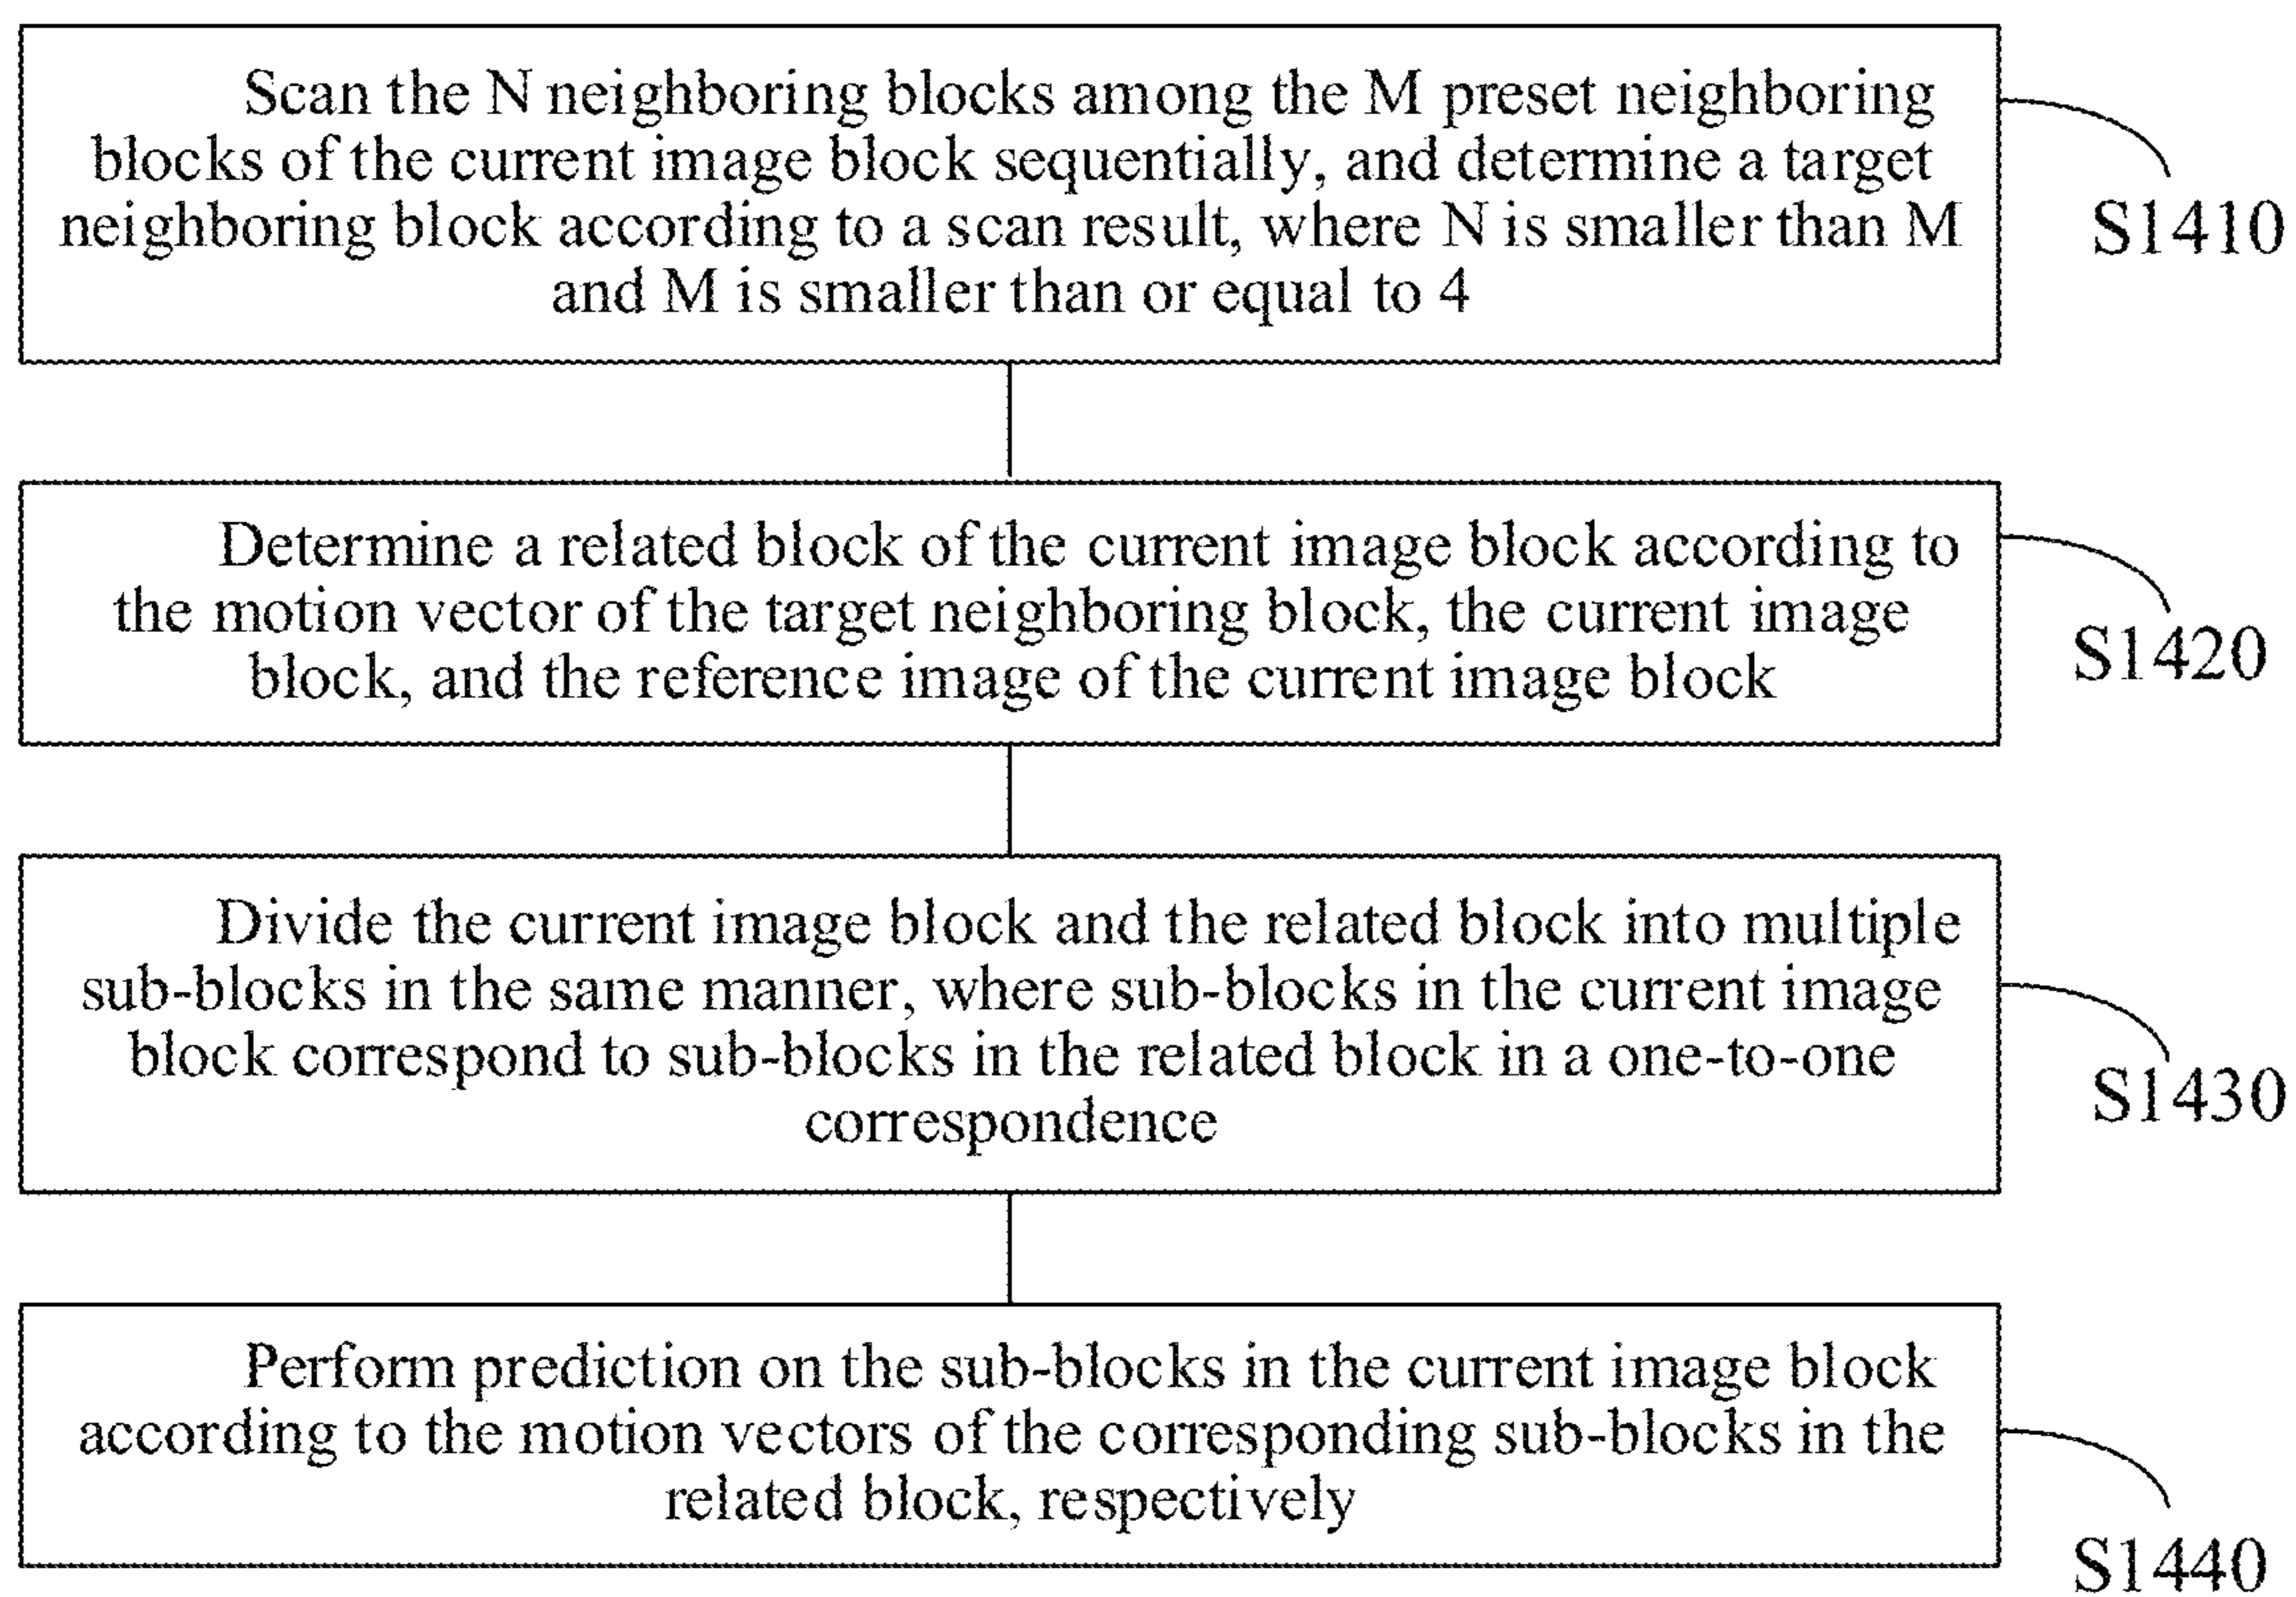 Scan the N neighboring blocks among the M preset neighboring
blocks of the current image block sequentially, and determine a target
neighboring block according to a scan result, where N is smaller than M
and M is smaller than or equal to 4
S1410
Determine a related block of the current image block according to
the motion vector of the target neighboring block, the current image
block, and the reference image of the current image block
S1420
Divide the current image block and the related block into multiple
sub-blocks in the same manner, where sub-blocks in the current image
block correspond to sub-blocks in the related block in a one-to-one
correspondence
S1430
Perform prediction on the sub-blocks in the current image block
according to the motion vectors of the corresponding sub-blocks in the
related block, respectively
S1440